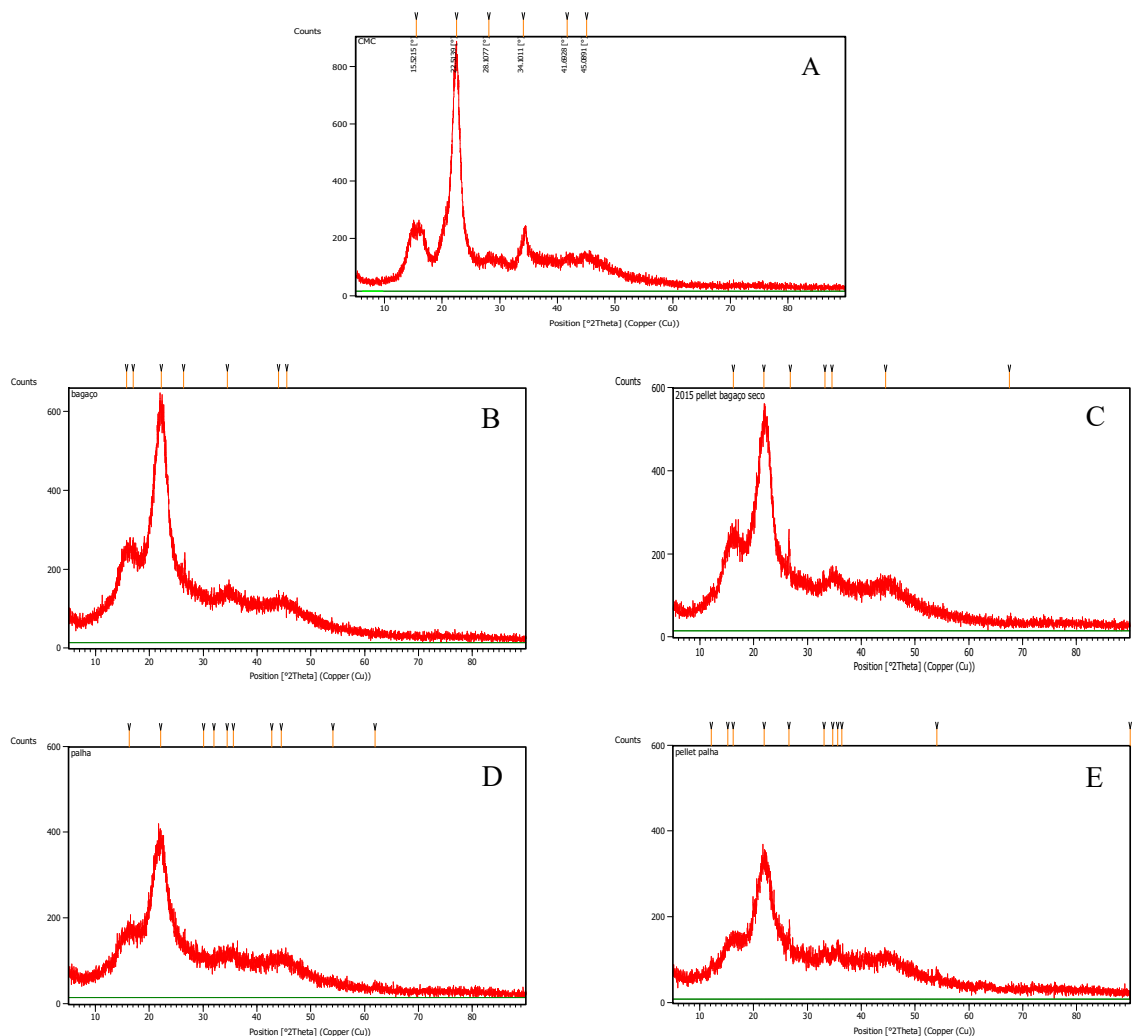 Counts
CMC
A
15.5215 [°]
22.5139 [°]
28.1077 [°]
34.1011 [°]
41.6928 [°]
45.0891 [°]
800
600
400
200
0
10 20 30 40 50 60 70 80
Position [°2Theta] (Copper (Cu))
Counts
bagaço
B
600
400
200
0
10 20 30 40 50 60 70 80
Position [°2Theta] (Copper (Cu))
Counts
2015 pellet bagaço seco
C
600
400
200
0
10 20 30 40 50 60 70 80
Position [°2Theta] (Copper (Cu))
Counts
palha
D
600
400
200
0
10 20 30 40 50 60 70 80
Position [°2Theta] (Copper (Cu))
Counts
pellet palha
E
600
400
200
0
10 20 30 40 50 60 70 80
Position [°2Theta] (Copper (Cu))